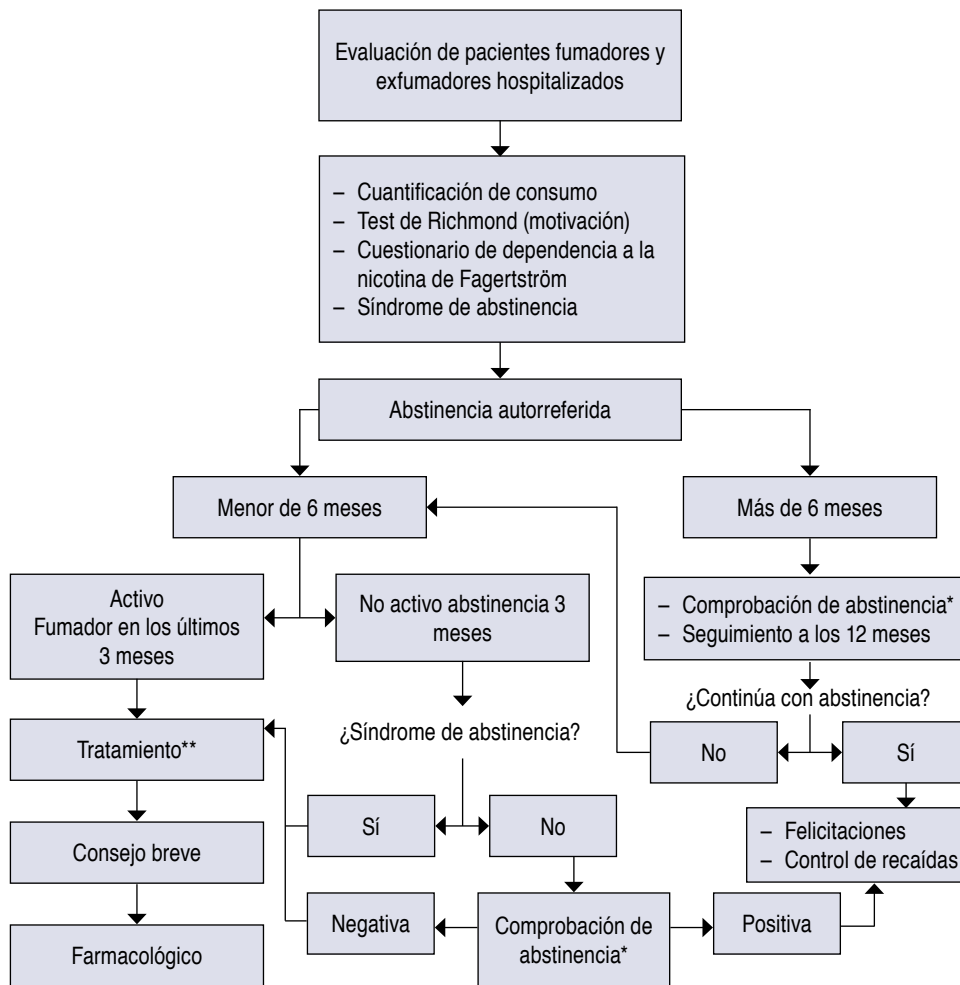 Evaluación de pacientes fumadores y
exfumadores hospitalizados
– Cuantificación de consumo
– Test de Richmond (motivación)
– Cuestionario de dependencia a la
nicotina de Fagertström
– Síndrome de abstinencia
Abstinencia autorreferida
Menor de 6 meses
Más de 6 meses
Activo
Fumador en los últimos
3 meses
No activo abstinencia 3
meses
– Comprobación de abstinencia*
– Seguimiento a los 12 meses
¿Continúa con abstinencia?
Tratamiento**
¿Síndrome de abstinencia?
No
Sí
Consejo breve
Sí
No
– Felicitaciones
– Control de recaídas
Farmacológico
Negativa
Comprobación de
abstinencia*
Positiva